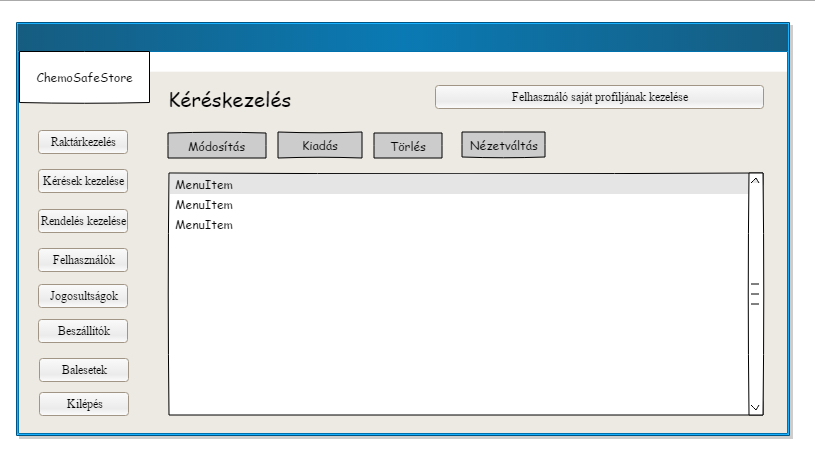 ChemoSafeStore
Kéréskezelés
Felhasználó saját profiljának kezelése
Módosítás
Kiadás
Törlés
Nézetváltás
Raktárkezelés
Kérések kezelése
Rendelés kezelése
Felhasználók
Jogosultságok
Beszállítók
Balesetek
Kilépés
MenuItem
MenuItem
MenuItem